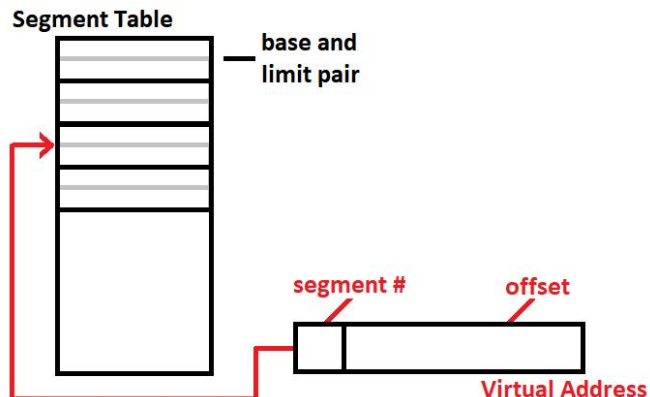 Segment Table
base and
limit pair
segment #
offset
Virtual Address